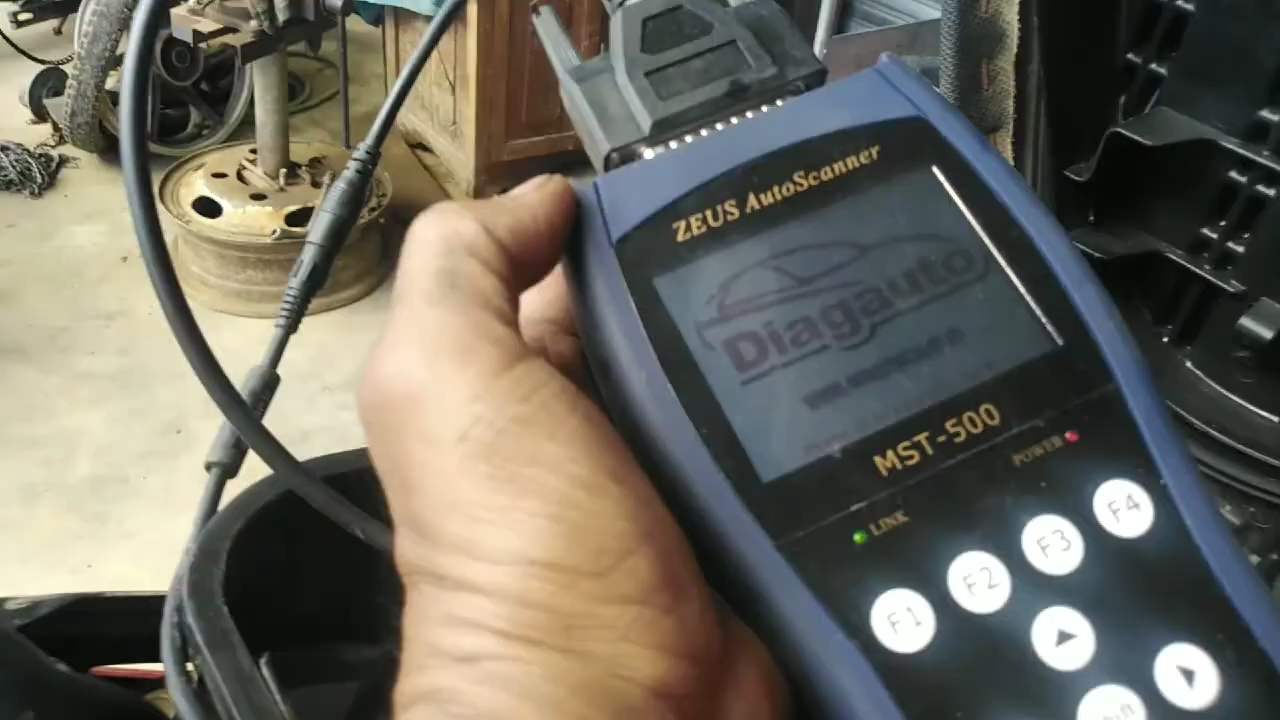 ZEUS AutoScanner
Diagauto
MST-500
POWER
LINK
F1
F2
F3
F4